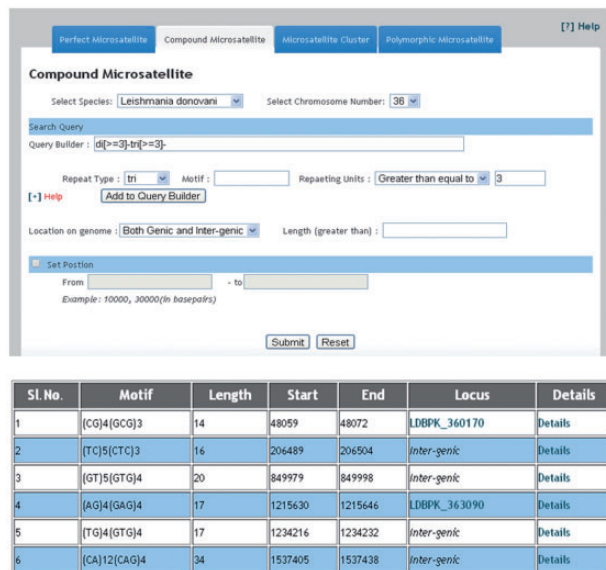 [?] Help
Perfect Microsatellite Compound Microsatellite Microsatellite Cluster Polymorphic Microsatellite
Compound Microsatellite
Select Species: Leishmania donovani Select Chromosome Number: 36
Search Query
Query Builder : di[>=3]-tri[>=3]-
Repeat Type : tri Motif : Repaeting Units : Greater than equal to 3
[-] Help Add to Query Builder
Location on genome : Both Genic and Inter-genic Length (greater than) :
Set Postion
From - to
Example : 10000, 30000(in basepairs)
Submit Reset
Sl. No. Motif Length Start End Locus Details
1 (CG)4(GCG)3 14 48059 48072 LDBPK_360170 Details
2 (TC)5(CTC)3 16 206489 206504 Inter-genic Details
3 (GT)5(GTG)4 20 849979 849998 Inter-genic Details
4 (AG)4(GAG)4 17 1215630 1215646 LDBPK_363090 Details
5 (TG)4(GTG)4 17 1234216 1234232 Inter-genic Details
6 (CA)12(CAG)4 34 1537405 1537438 Inter-genic Details